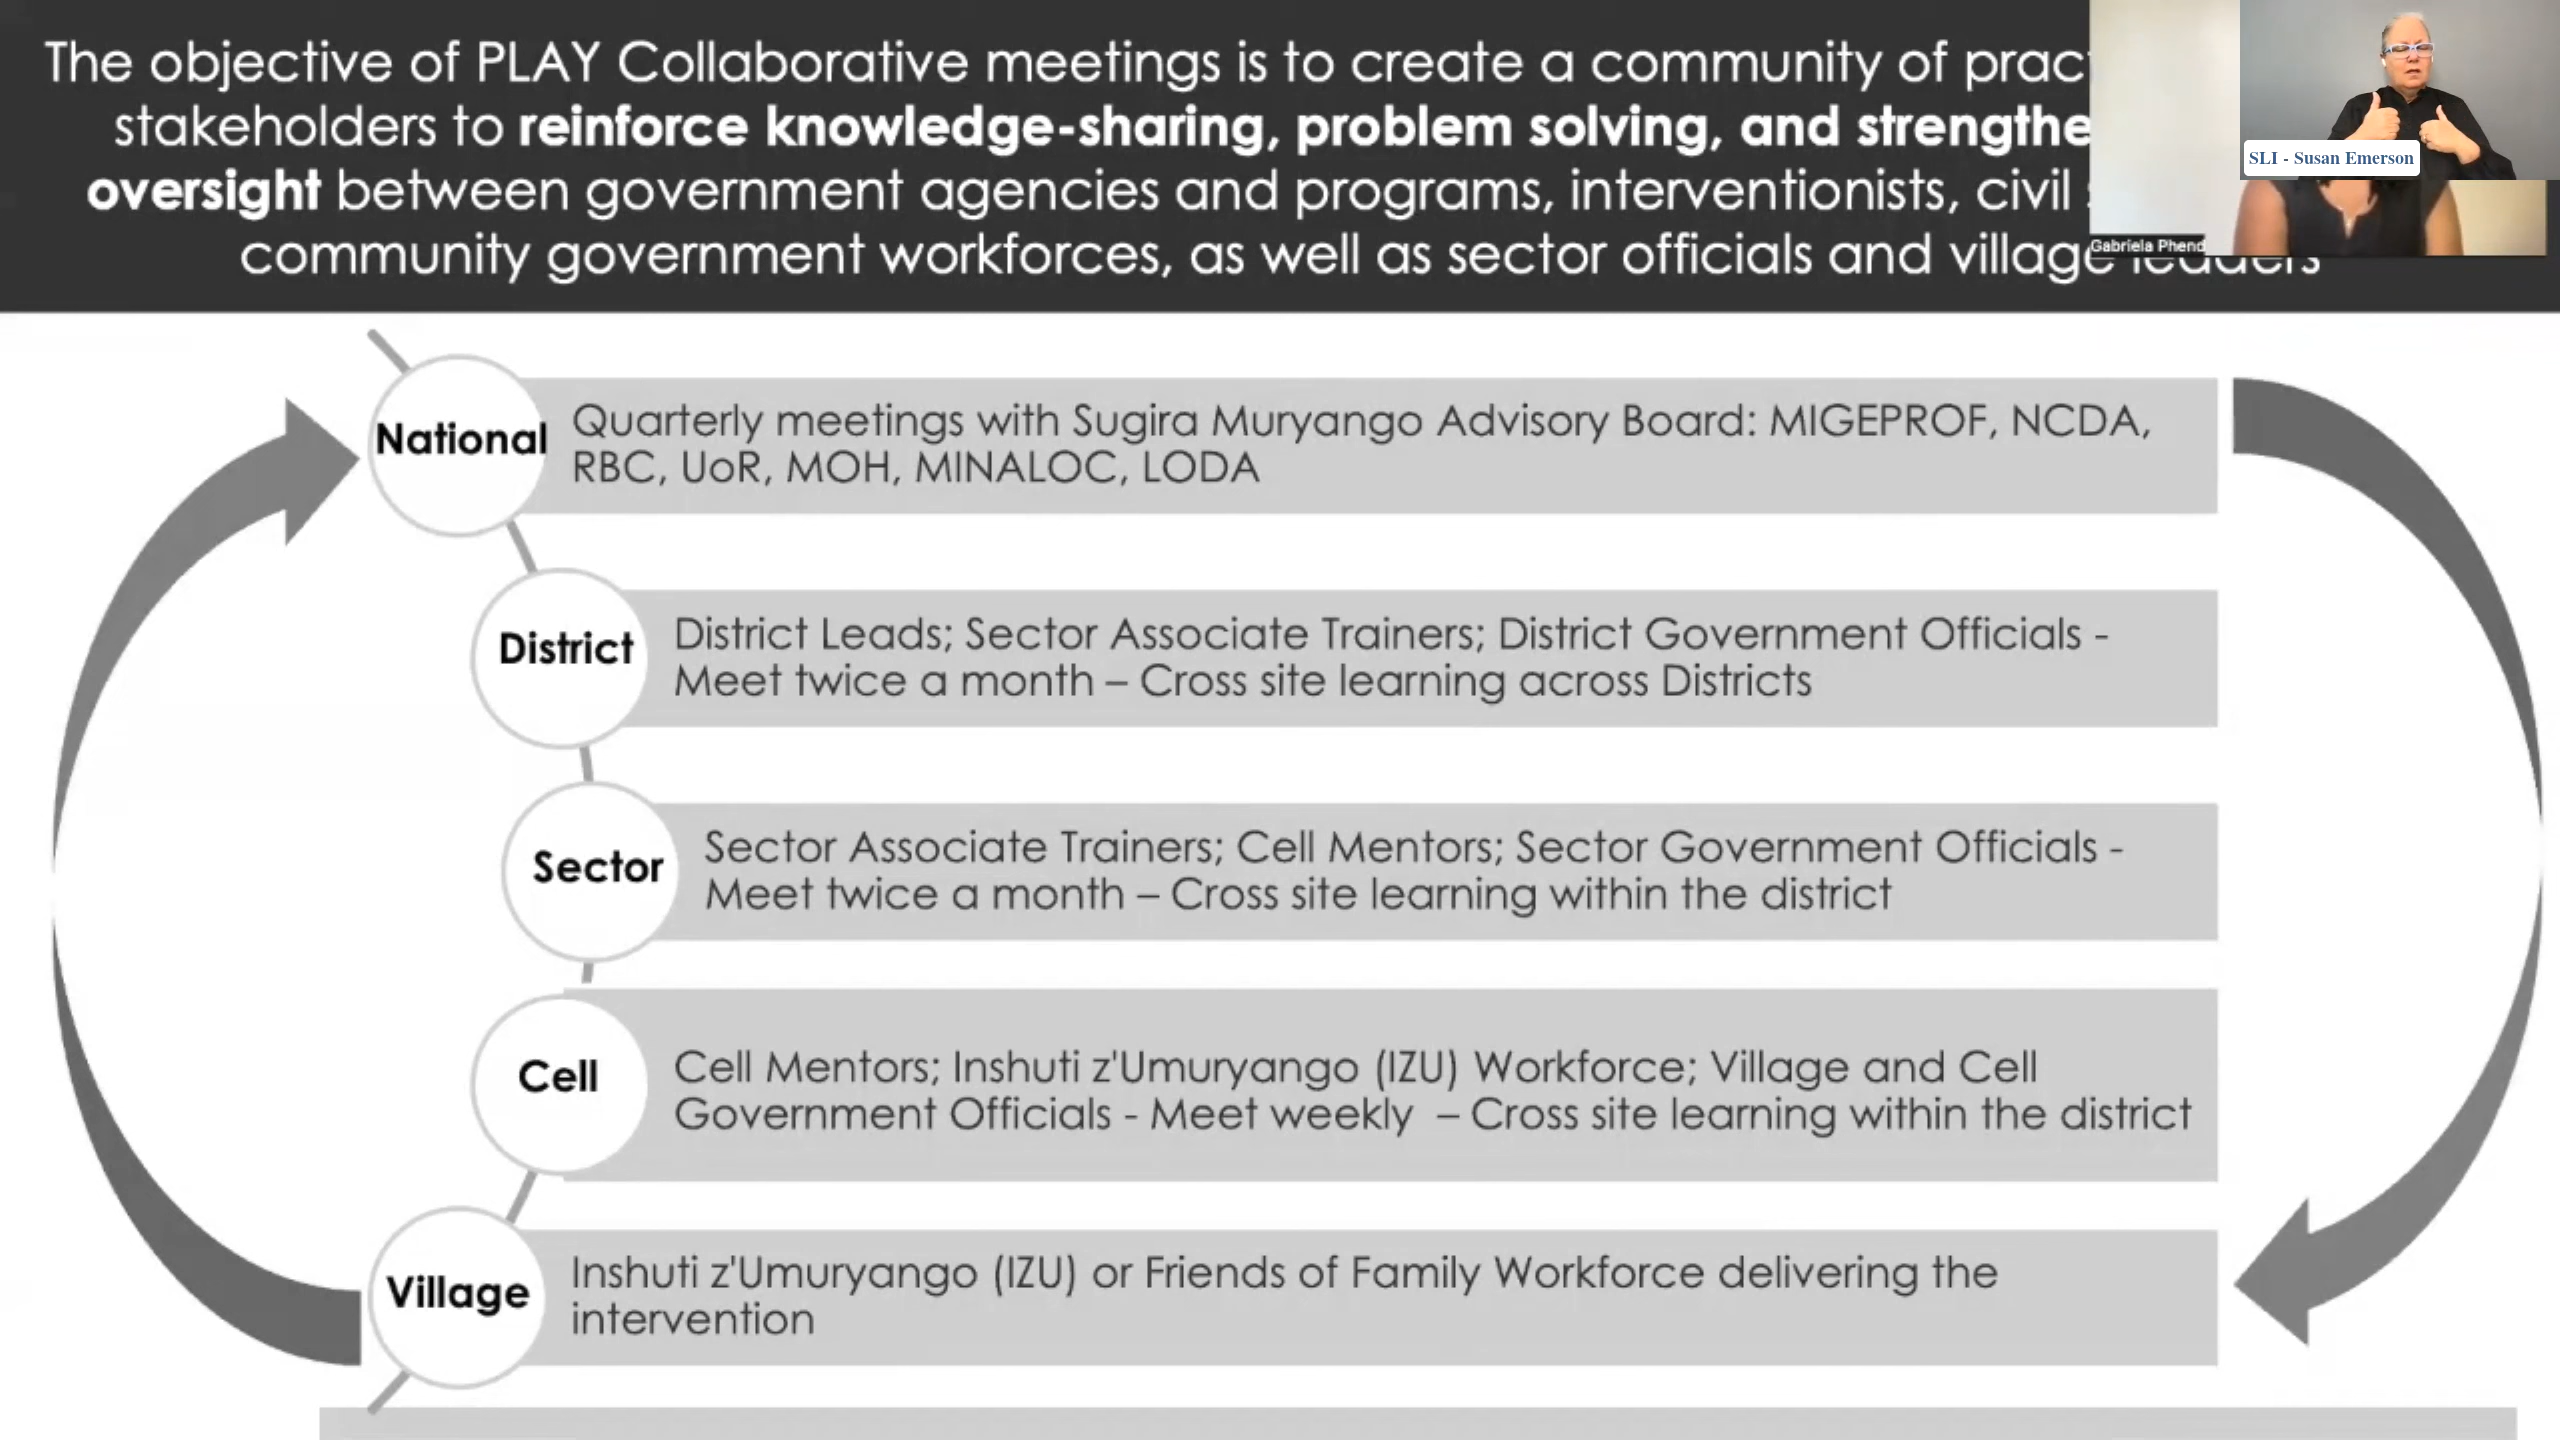 The objective of PLAY Collaborative meetings is to create a community of
stakeholders to reinforce knowledge-sharing, problem solving, and
oversight between government agencies and programs, interventionists, civil
community government workforces, as well as sector officials and village leaders
SLI - Susan Emerson
Gabriela Phend
National
Quarterly meetings with Sugira Muryango Advisory Board: MIGEPROF, NCDA,
RBC, UoR, MOH, MINALOC, LODA
District
District Leads; Sector Associate Trainers; District Government Officials -
Meet twice a month – Cross site learning across Districts
Sector
Sector Associate Trainers; Cell Mentors; Sector Government Officials -
Meet twice a month – Cross site learning within the district
Cell
Cell Mentors; Inshuti z'Umuryango (IZU) Workforce; Village and Cell
Government Officials - Meet weekly – Cross site learning within the district
Village
Inshuti z'Umuryango (IZU) or Friends of Family Workforce delivering the
intervention